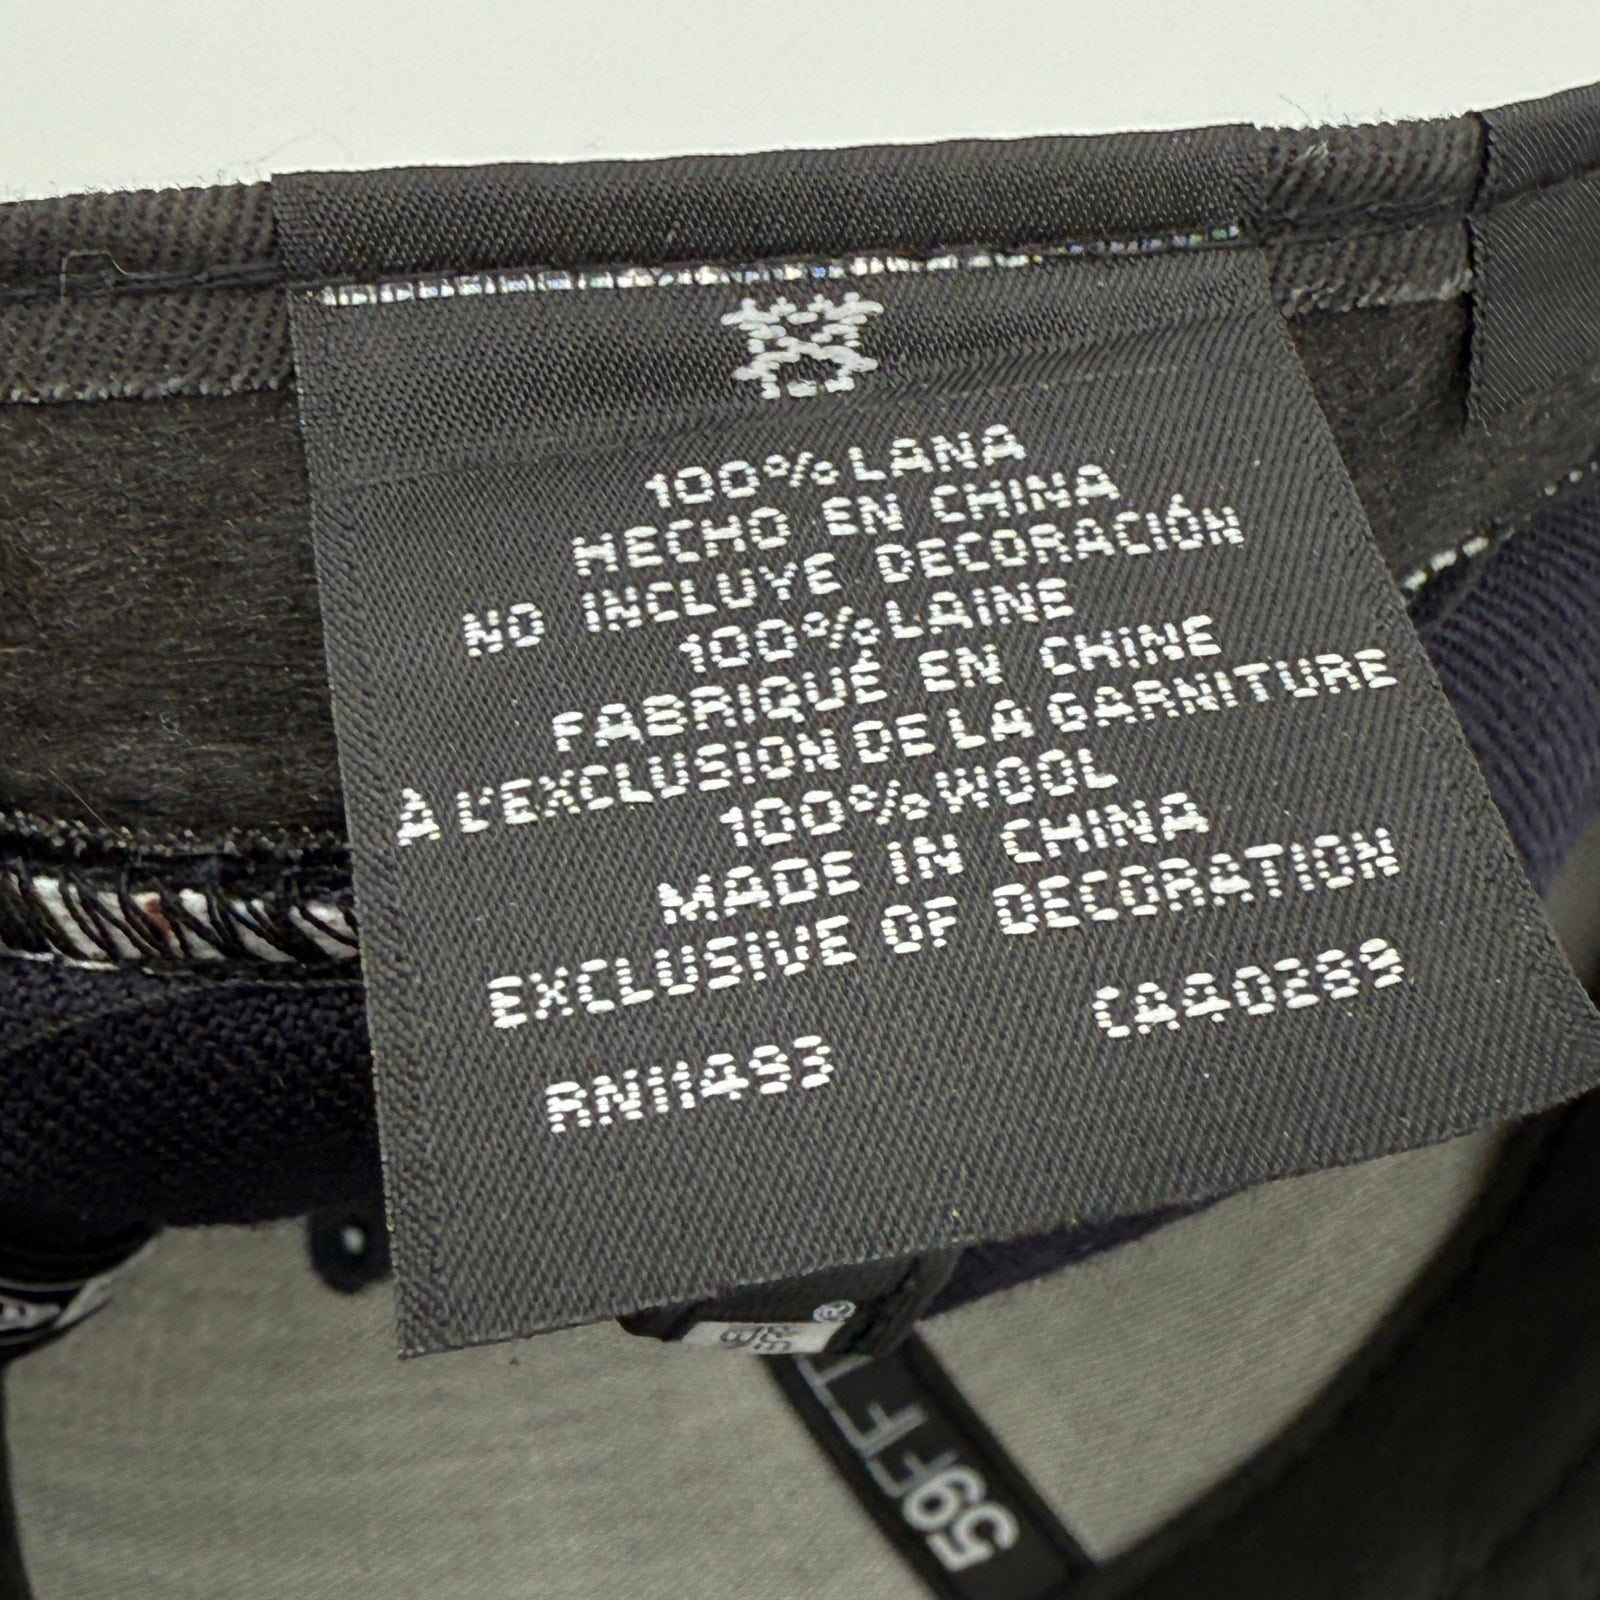 100% LANA
HECHO EN CHINA
NO INCLUYE DECORACIÓN
100% LAINE
FABRIQUÉ EN CHINE
A L'EXCLUSION DE LA GARNITURE
100% WOOL
MADE IN CHINA
EXCLUSIVE OF DECORATION
CAA0299
RN11493
®
59FIFTY